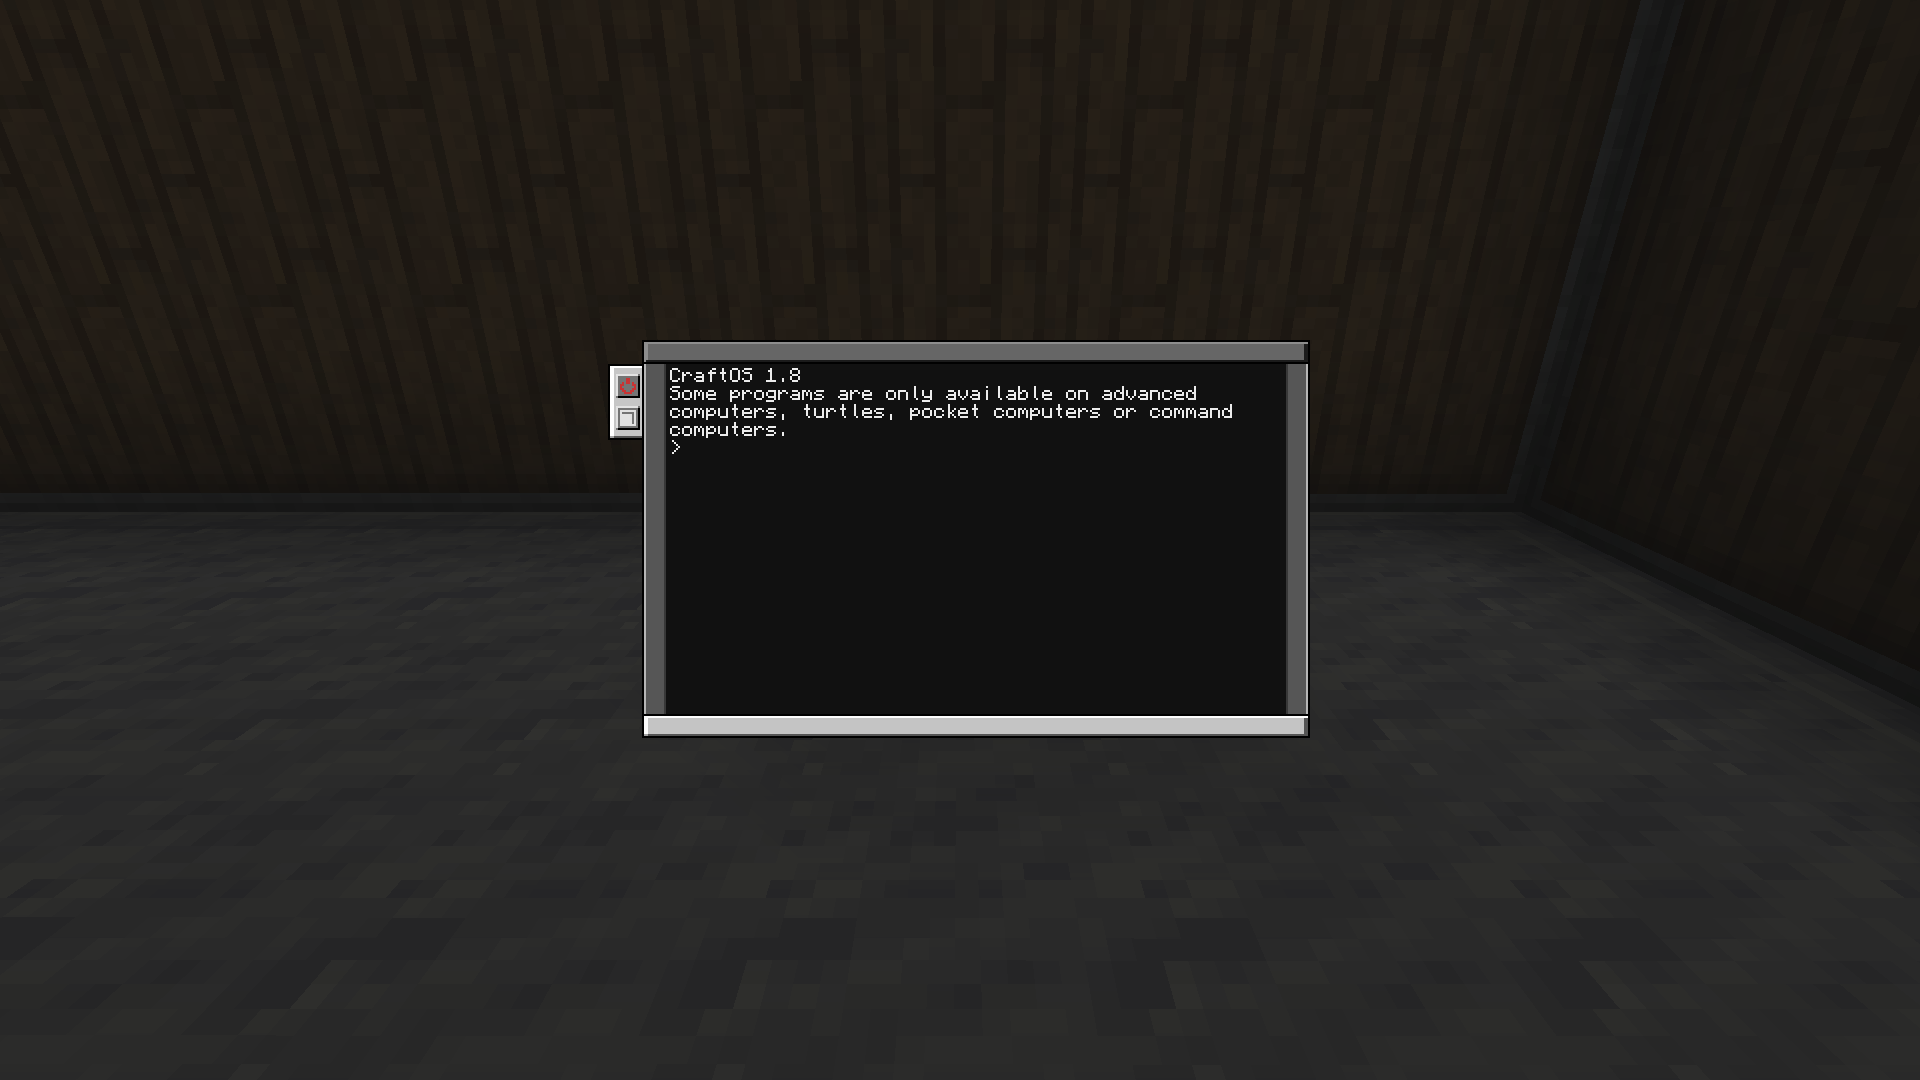 CraftOS 1.8
Some programs are only available on advanced
computers, turtles, pocket computers or command
computers.
>